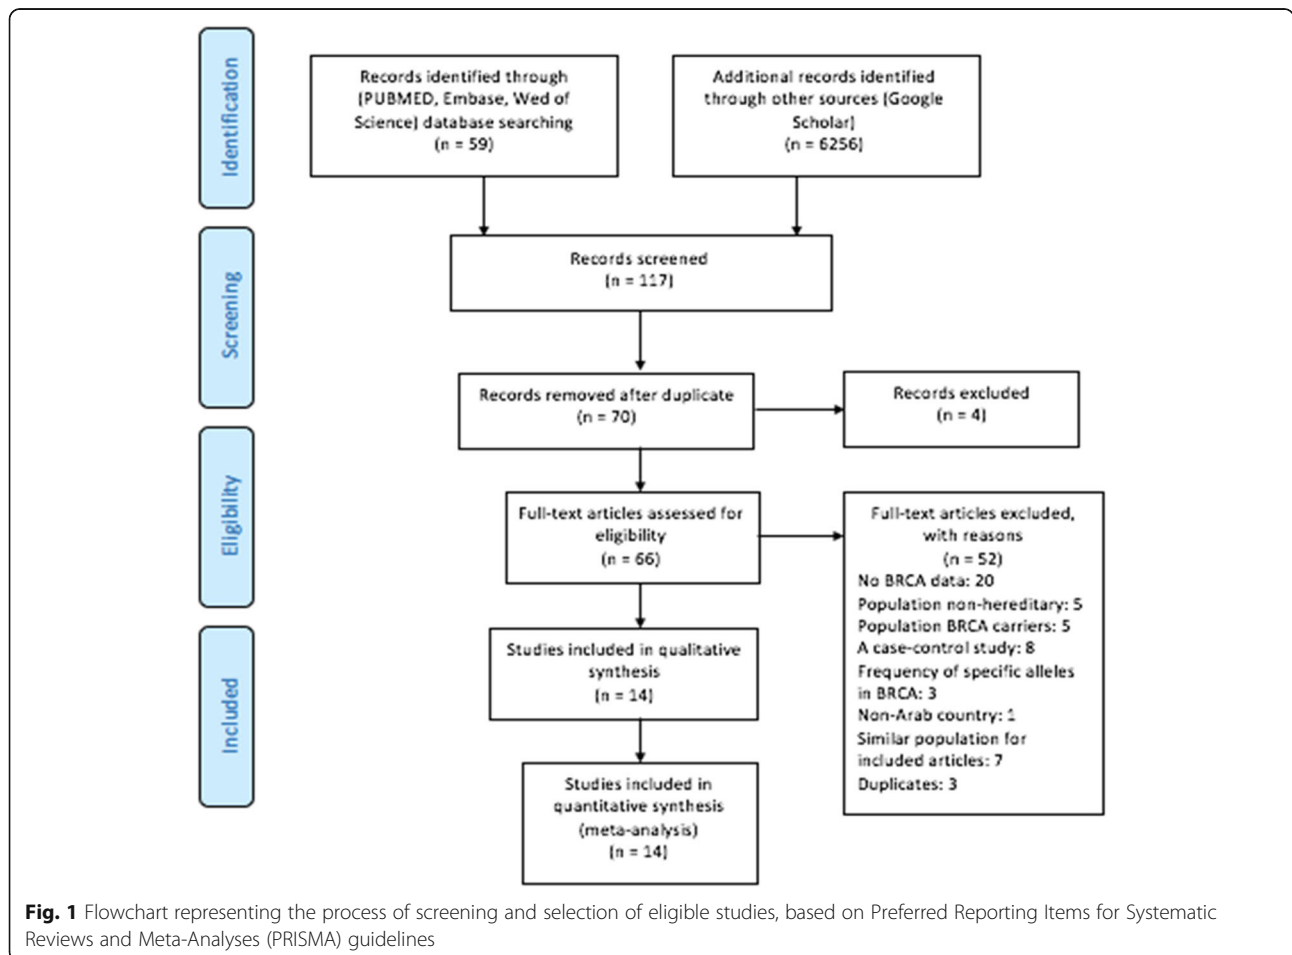 Identification
Records identified through
(PUBMED, Embase, Wed of
Science) database searching
(n = 59)
Additional records identified
through other sources (Google
Scholar)
(n = 6256)
Screening
Records screened
(n = 117)
Records removed after duplicate
(n = 70)
Records excluded
(n = 4)
Eligibility
Full-text articles assessed for
eligibility
(n = 66)
Full-text articles excluded,
with reasons
(n = 52)
No BRCA data: 20
Population non-hereditary: 5
Population BRCA carriers: 5
A case-control study: 8
Frequency of specific alleles
in BRCA: 3
Non-Arab country: 1
Similar population for
included articles: 7
Duplicates: 3
Included
Studies included in qualitative
synthesis
(n = 14)
Studies included in
quantitative synthesis
(meta-analysis)
(n = 14)
Fig. 1 Flowchart representing the process of screening and selection of eligible studies, based on Preferred Reporting Items for Systematic
Reviews and Meta-Analyses (PRISMA) guidelines